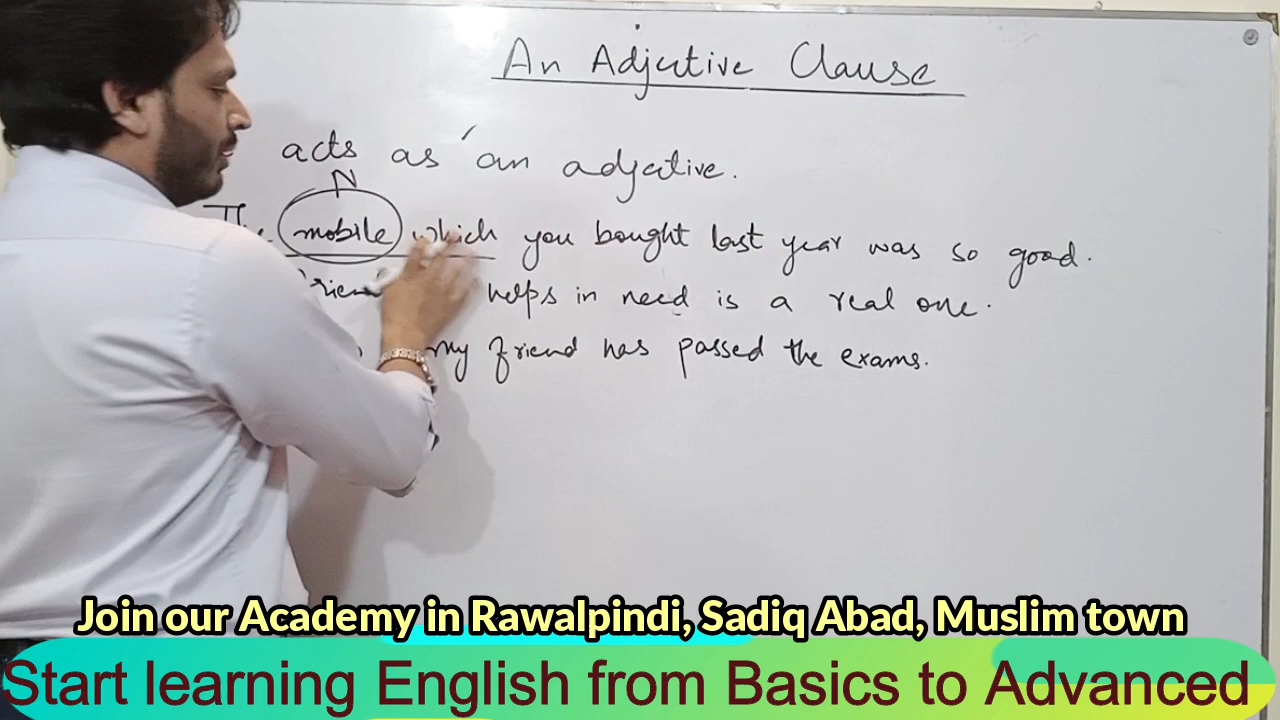 An Adjective Clause
acts as an adjective.
N
The mobile which you bought last year was so good.
helps in need is a real one.
my friend has passed the exams.
Join our Academy in Rawalpindi, Sadiq Abad, Muslim town
Start learning English from Basics to Advanced